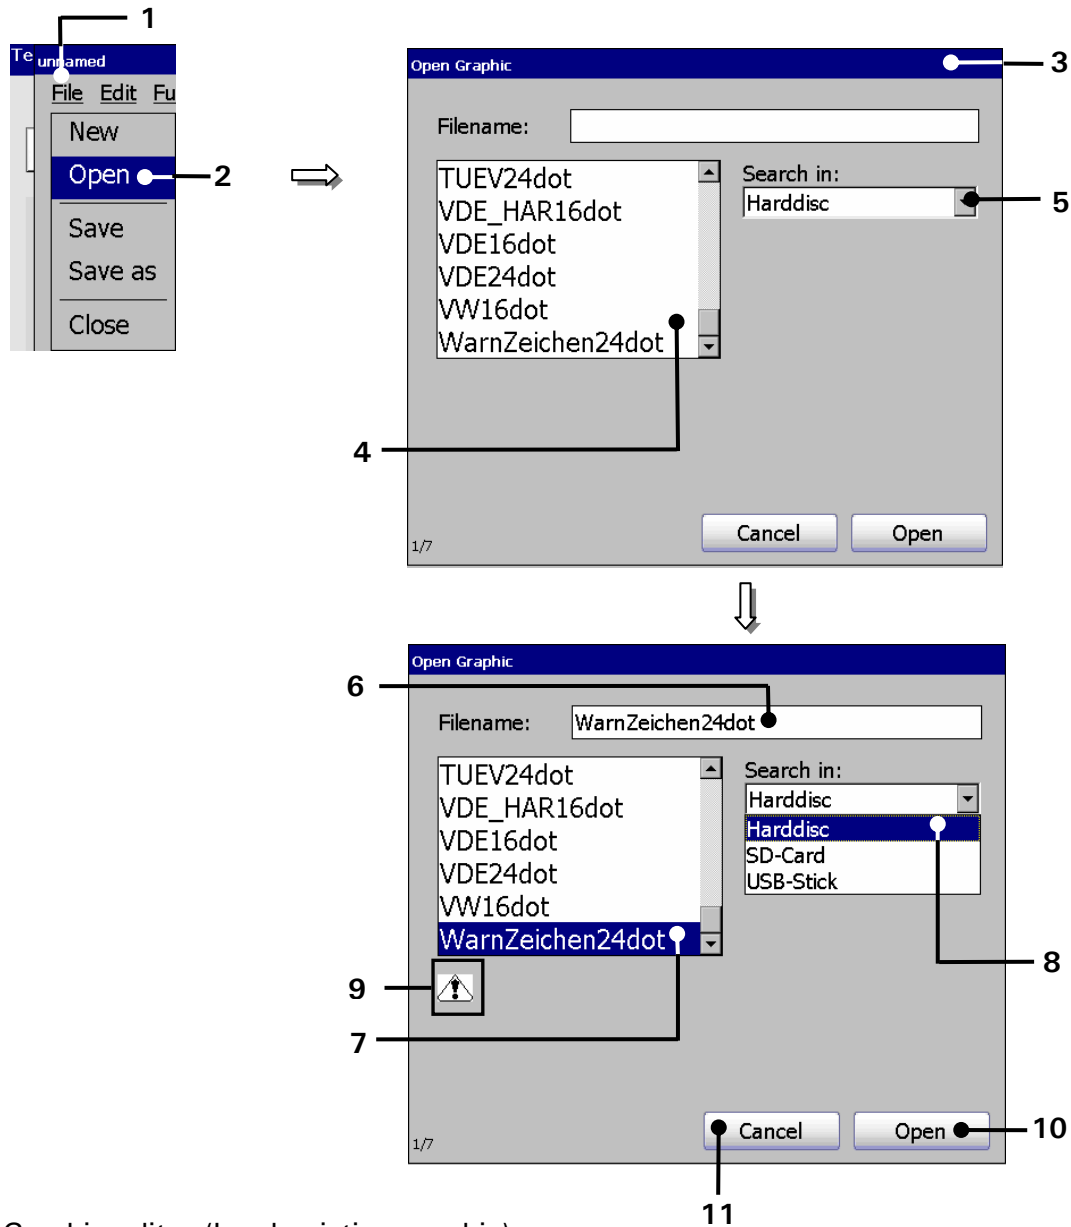 1
Te unnamed
File Edit Fu
New
Open
2
Save
Save as
Close
Open Graphic
3
Filename:
TUEV24dot
VDE_HAR16dot
VDE16dot
VDE24dot
VW16dot
WarnZeichen24dot
Search in:
Harddisc
5
4
Cancel Open
1/7
Open Graphic
6
Filename: WarnZeichen24dot
TUEV24dot
VDE_HAR16dot
VDE16dot
VDE24dot
VW16dot
WarnZeichen24dot
Search in:
Harddisc
Harddisc
SD-Card
USB-Stick
8
9
7
Cancel Open
10
1/7
11